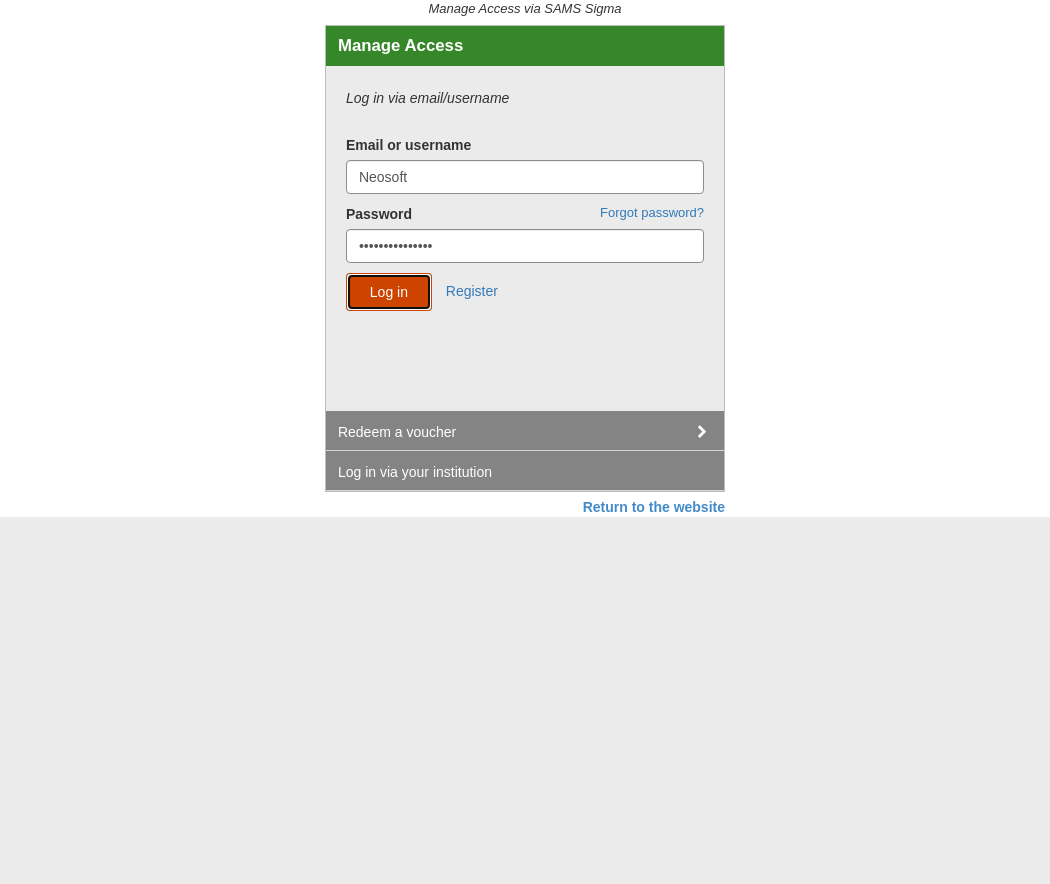 Manage Access via SAMS Sigma
Manage Access
Log in via email/username
Email or username
Neosoft
Password Forgot password?
•••••••••••••••
Log in Register
Redeem a voucher
Log in via your institution
Return to the website